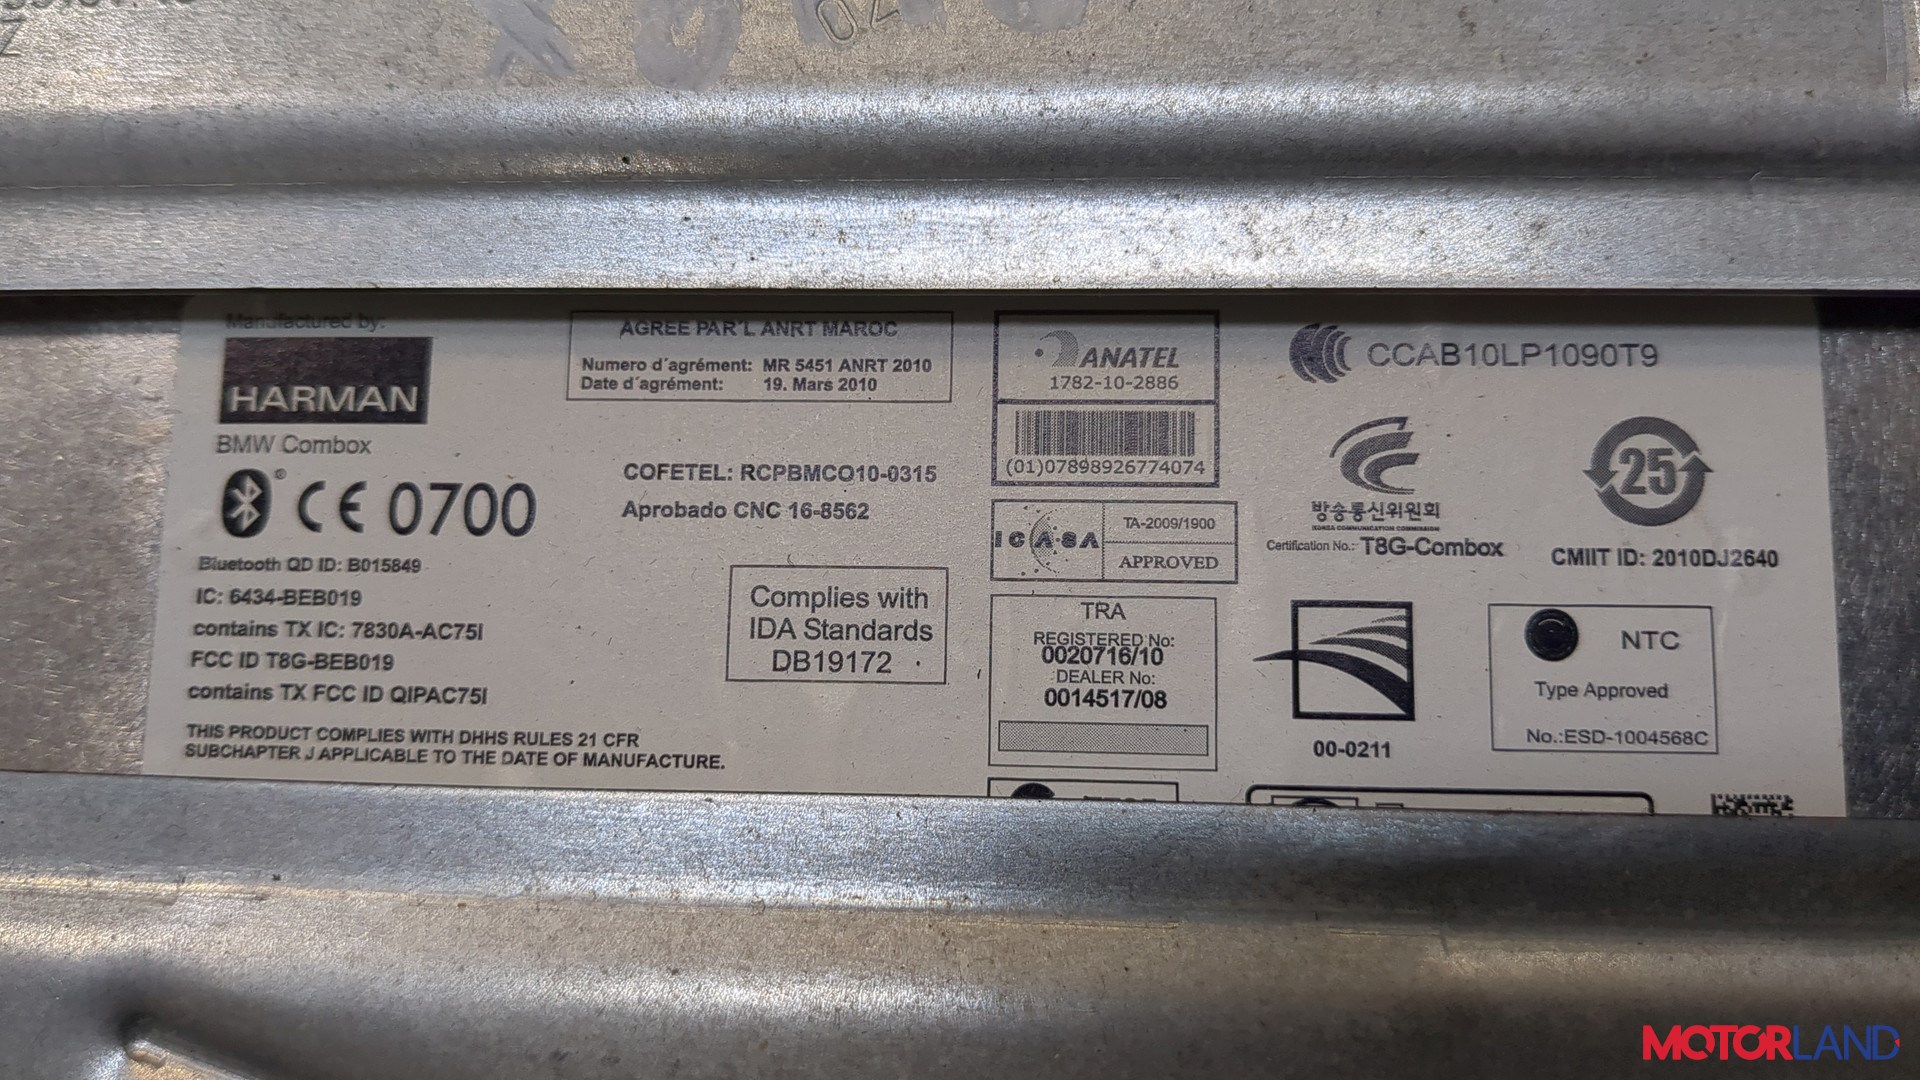 Z
X
02
Manufactured by:
HARMAN
BMW Combox
CE 0700
Bluetooth QD ID: B015849
IC: 6434-BEB019
contains TX IC: 7830A-AC75I
FCC ID T8G-BEB019
contains TX FCC ID QIPAC75I
THIS PRODUCT COMPLIES WITH DHHS RULES 21 CFR
SUBCHAPTER J APPLICABLE TO THE DATE OF MANUFACTURE.
AGREE PAR´L ANRT MAROC
Numero d´agrément: MR 5451 ANRT 2010
Date d´agrément: 19. Mars 2010
COFETEL: RCPBMCO10-0315
Aprobado CNC 16-8562
Complies with
IDA Standards
DB19172
ANATEL
1782-10-2886
(01)07898926774074
ICASA
TA-2009/1900
APPROVED
TRA
REGISTERED No:
0020716/10
DEALER No:
0014517/08
CCAB10LP1090T9
방송통신위원회
KOREA COMMUNICATION COMMISSION
Certification No.: T8G-Combox
25
CMIIT ID: 2010DJ2640
00-0211
NTC
Type Approved
No.:ESD-1004568C
MOTORLAND